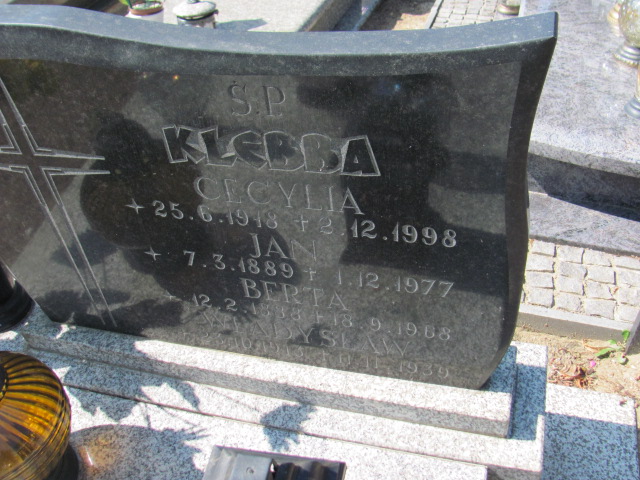 Ś.P.
KLEBBA
CECYLIA
25.6.1918 + 2.12.1998
JAN
7.3.1889 + 1.12.1977
BERTA
WŁADYSŁAW